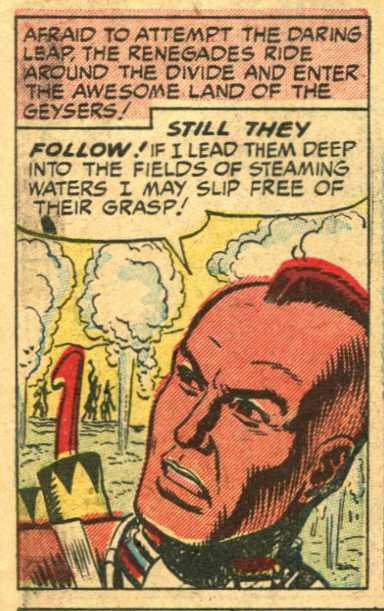 AFRAID TO ATTEMPT THE DARING
LEAP, THE RENEGADES RIDE
AROUND THE DIVIDE AND ENTER
THE AWESOME LAND OF THE
GEYSERS!
STILL THEY
FOLLOW! IF I LEAD THEM DEEP
INTO THE FIELDS OF STEAMING
WATERS I MAY SLIP FREE OF
THEIR GRASP!